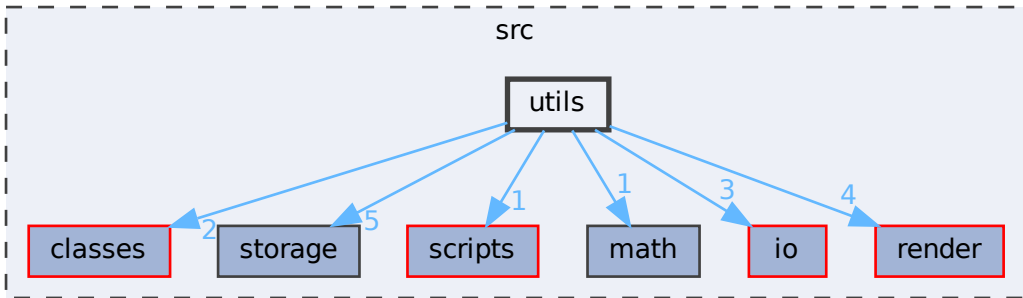 src
utils
2
5
1
1
3
4
classes
storage
scripts
math
io
render